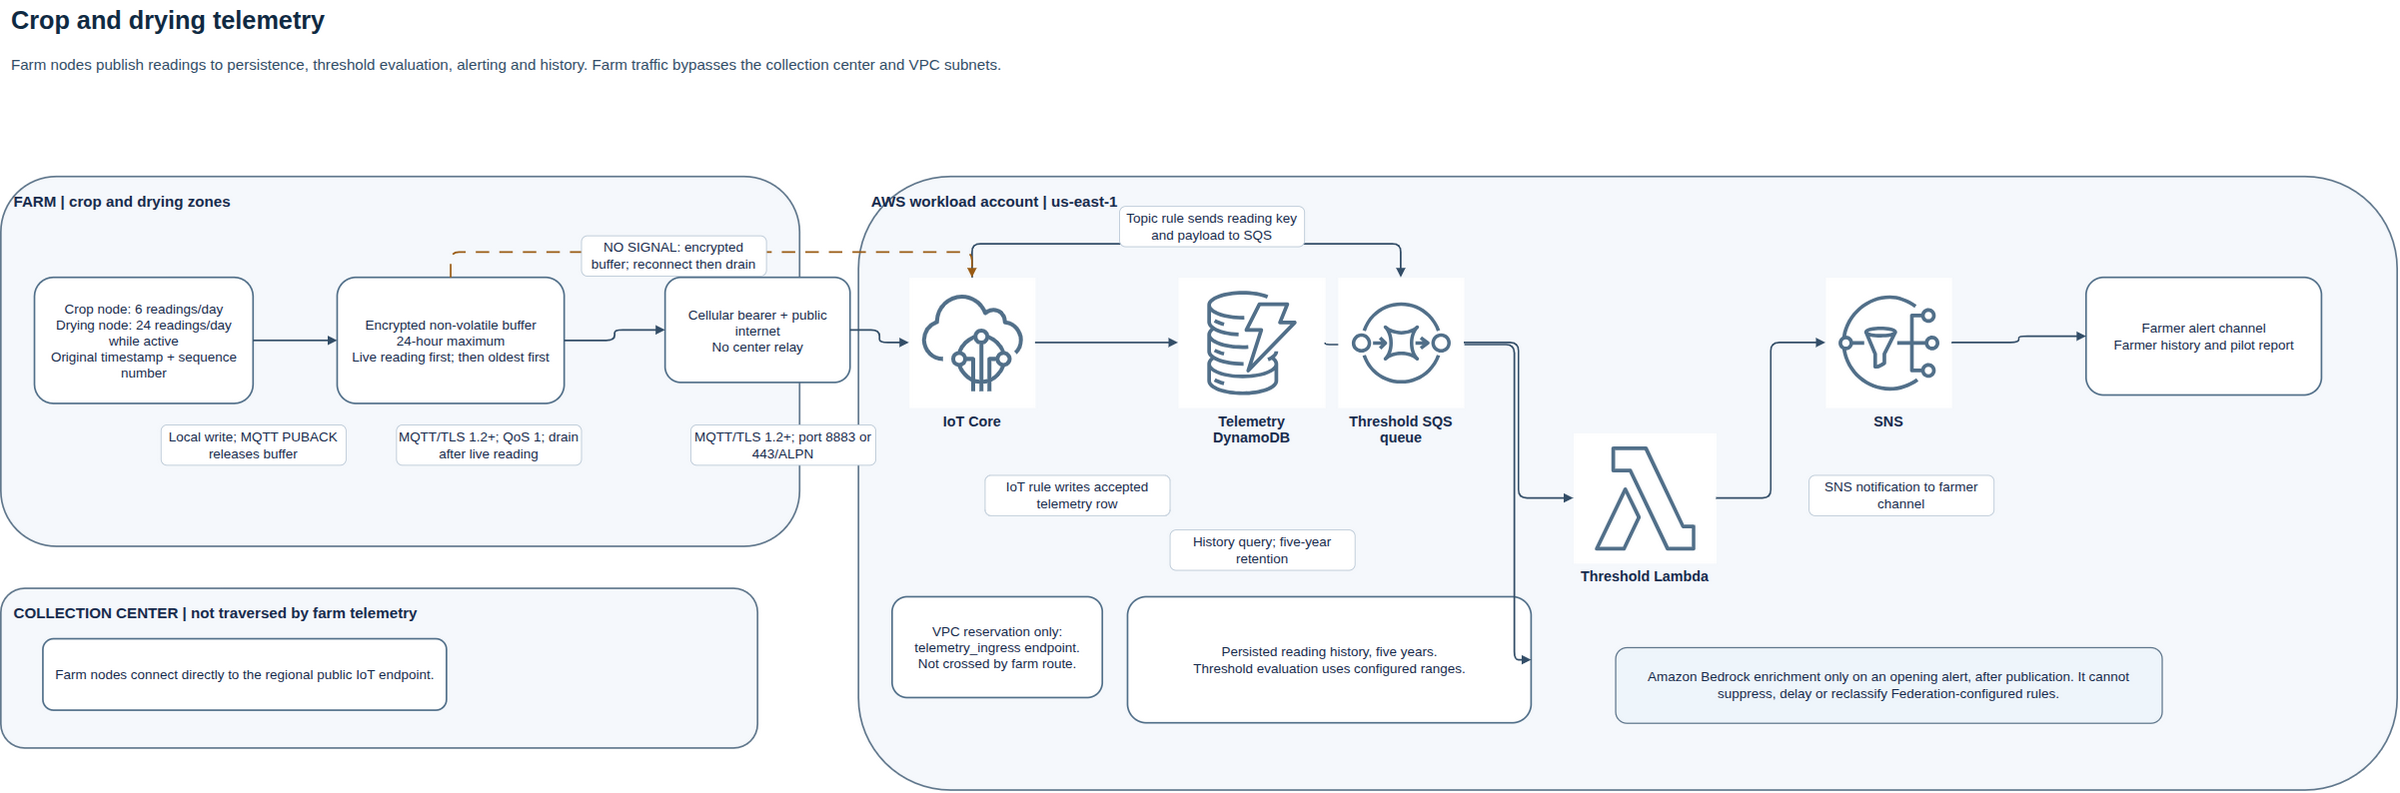 Crop and drying telemetry
Farm nodes publish readings to persistence, threshold evaluation, alerting and history. Farm traffic bypasses the collection center and VPC subnets.
FARM | crop and drying zones
NO SIGNAL: encrypted
buffer; reconnect then drain
Crop node: 6 readings/day
Drying node: 24 readings/day
while active
Original timestamp + sequence
number
Encrypted non-volatile buffer
24-hour maximum
Live reading first; then oldest first
Cellular bearer + public
internet
No center relay
Local write; MQTT PUBACK
releases buffer
MQTT/TLS 1.2+; QoS 1; drain
after live reading
MQTT/TLS 1.2+; port 8883 or
443/ALPN
COLLECTION CENTER | not traversed by farm telemetry
Farm nodes connect directly to the regional public IoT endpoint.
AWS workload account | us-east-1
Topic rule sends reading key
and payload to SQS
IoT Core
Telemetry
DynamoDB
Threshold SQS
queue
Threshold Lambda
SNS
Farmer alert channel
Farmer history and pilot report
IoT rule writes accepted
telemetry row
History query; five-year
retention
SNS notification to farmer
channel
VPC reservation only:
telemetry_ingress endpoint.
Not crossed by farm route.
Persisted reading history, five years.
Threshold evaluation uses configured ranges.
Amazon Bedrock enrichment only on an opening alert, after publication. It cannot
suppress, delay or reclassify Federation-configured rules.